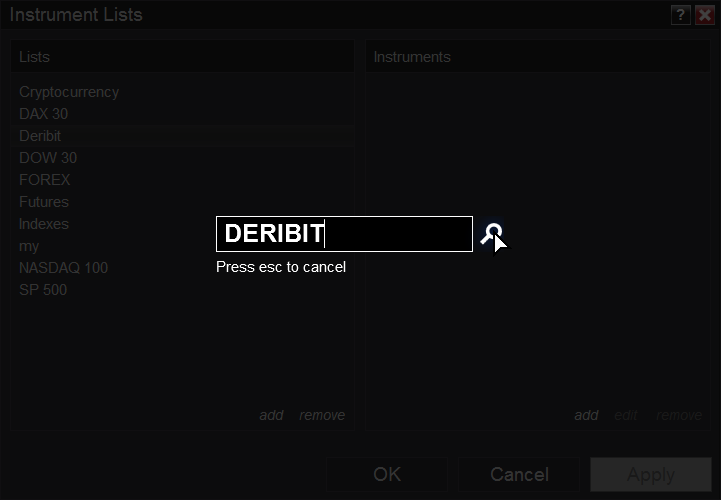 Instrument Lists ?
Lists
Instruments
Cryptocurrency
DAX 30
Deribit
DOW 30
FOREX
Futures
Indexes
my
NASDAQ 100
SP 500
DERIBIT
Press esc to cancel
add remove
add edit remove
OK Cancel Apply